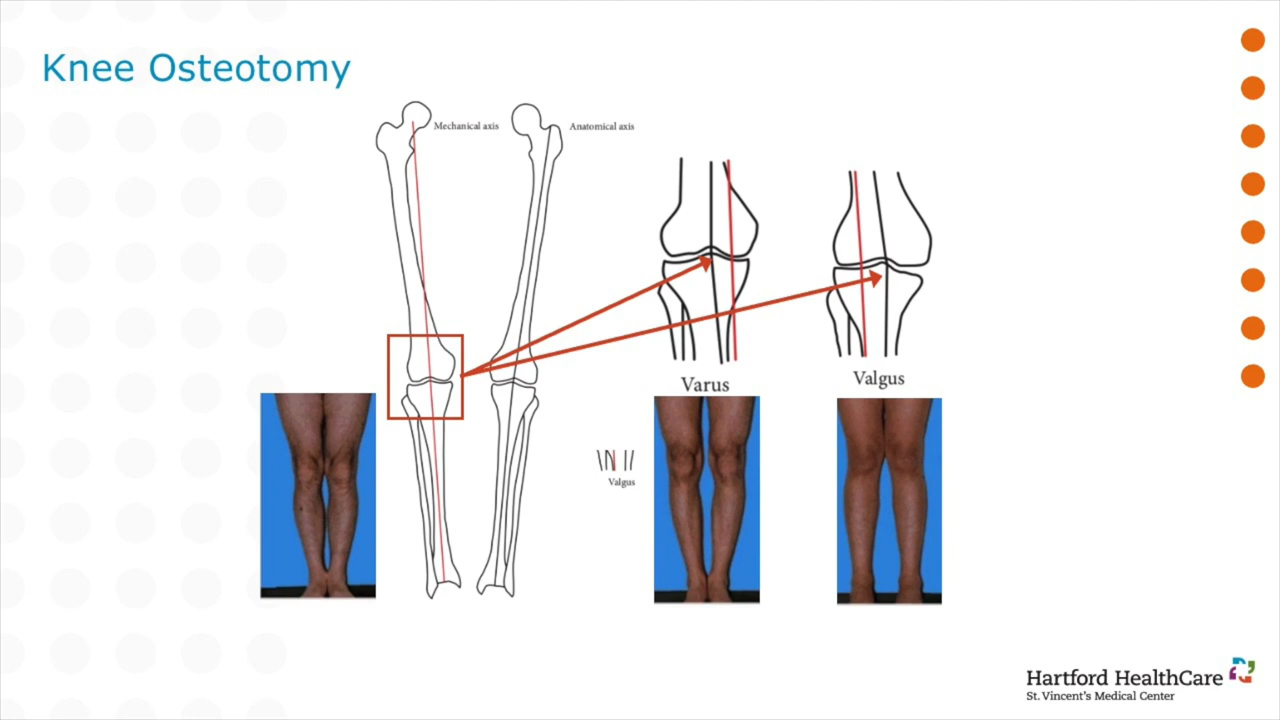 Knee Osteotomy
Mechanical axis
Anatomical axis
Varus
Valgus
Valgus
Hartford HealthCare
St. Vincent's Medical Center